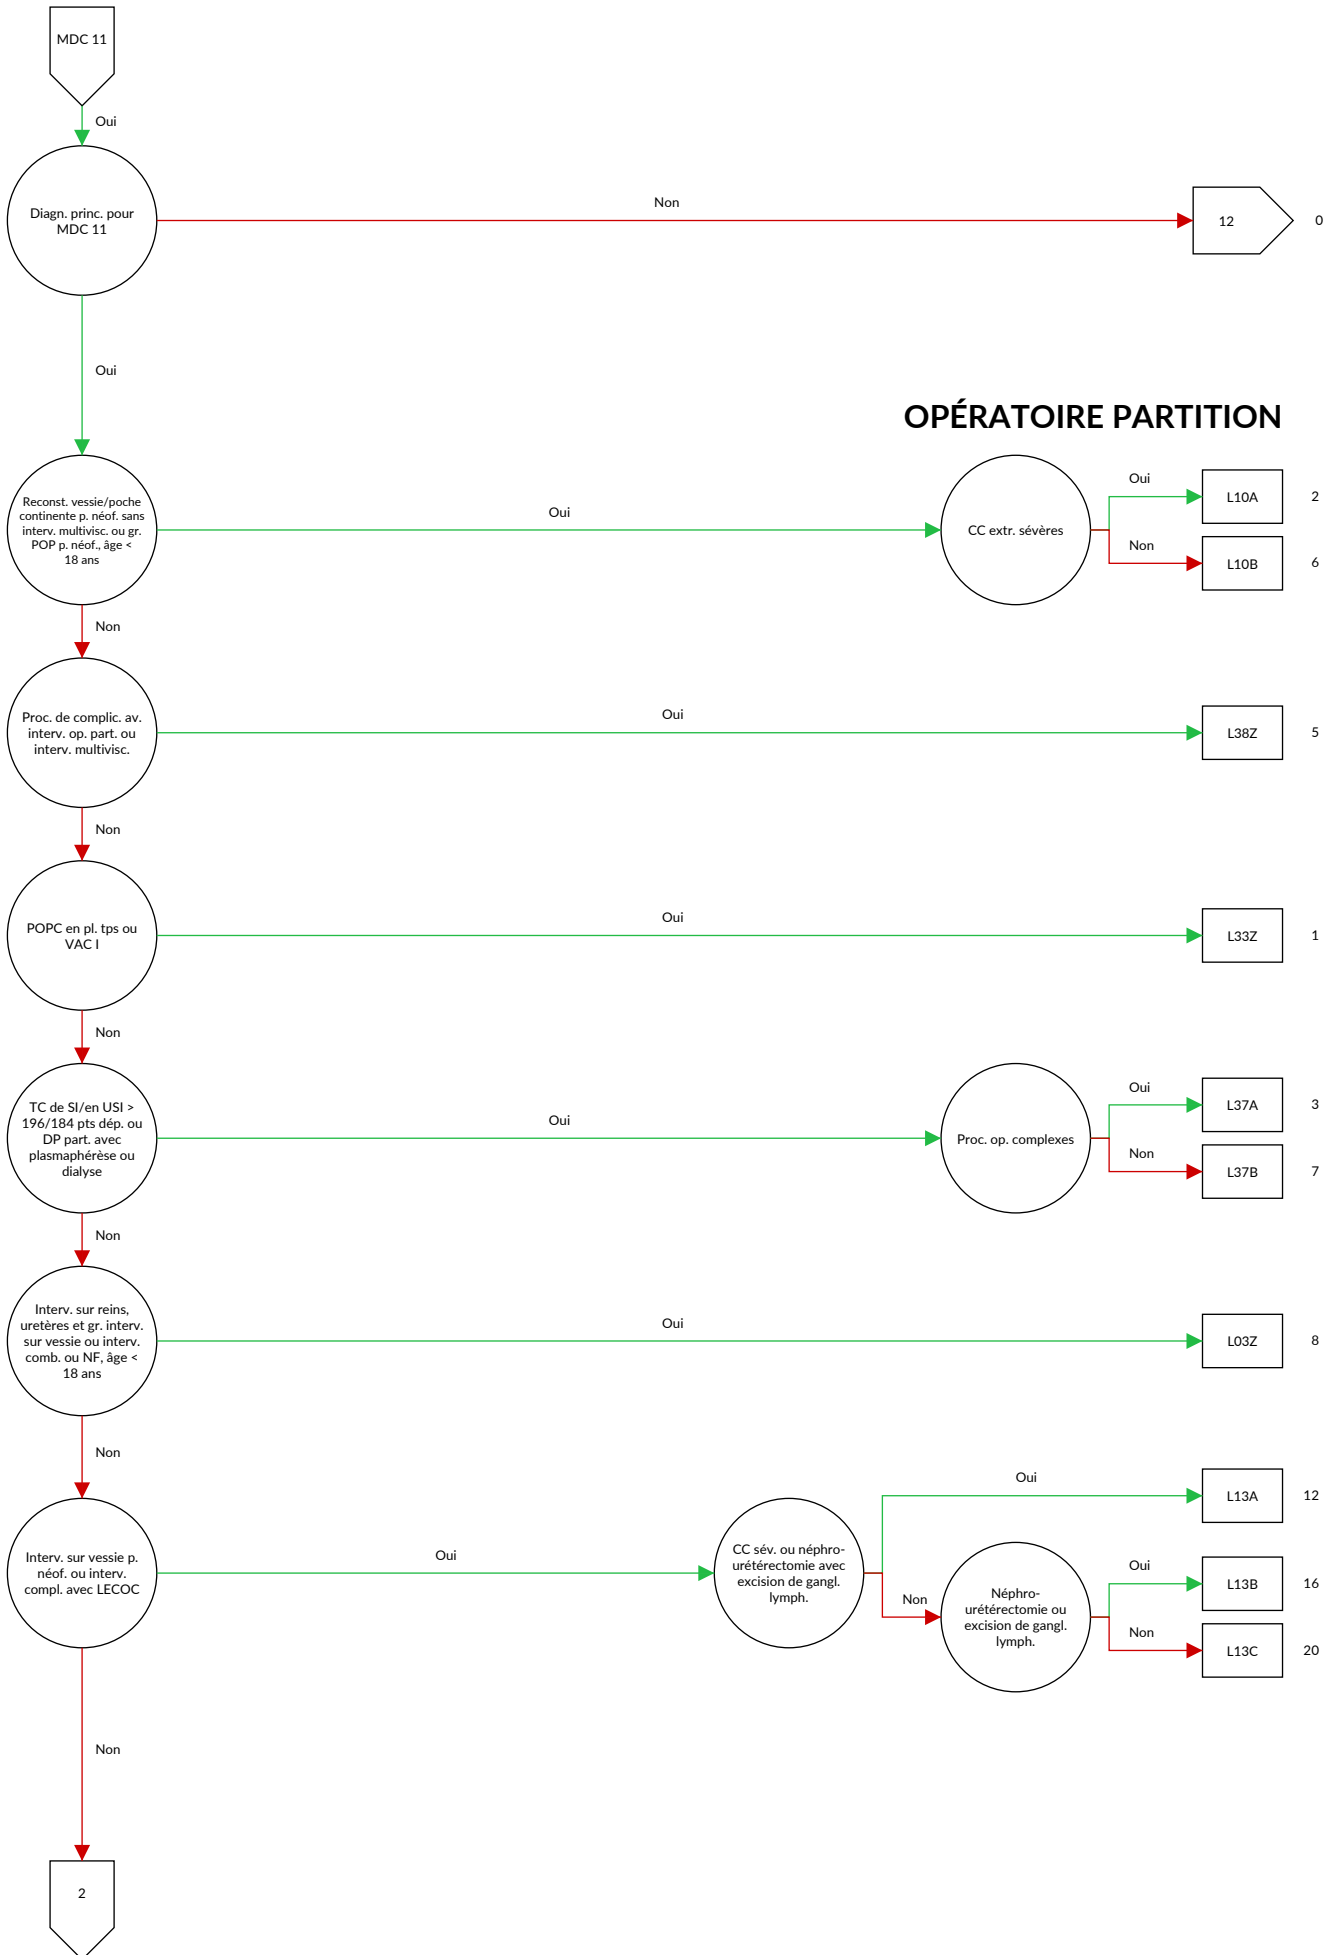 MDC 11
Oui
Diagn. princ. pour
MDC 11
Non
12
0
Oui
OPÉRATOIRE PARTITION
Reconst. vessie/poche
continente p. néof. sans
interv. multivisc. ou gr.
POP p. néof., âge <
18 ans
Oui
CC extr. sévères
Oui
L10A
2
Non
L10B
6
Non
Proc. de complic. av.
interv. op. part. ou
interv. multivisc.
Oui
L38Z
5
Non
POPC en pl. tps ou
VAC I
Oui
L33Z
1
Non
TC de SI/en USI >
196/184 pts dép. ou
DP part. avec
plasmaphérèse ou
dialyse
Oui
Proc. op. complexes
Oui
L37A
3
Non
L37B
7
Non
Interv. sur reins,
uretères et gr. interv.
sur vessie ou interv.
comb. ou NF, âge <
18 ans
Oui
L03Z
8
Non
Interv. sur vessie p.
néof. ou interv.
compl. avec LECOC
Oui
CC sév. ou néphro-
urétérectomie avec
excision de gangl.
lymph.
Oui
L13A
12
Non
Néphro-
urétérectomie ou
excision de gangl.
lymph.
Oui
L13B
16
Non
L13C
20
Non
2